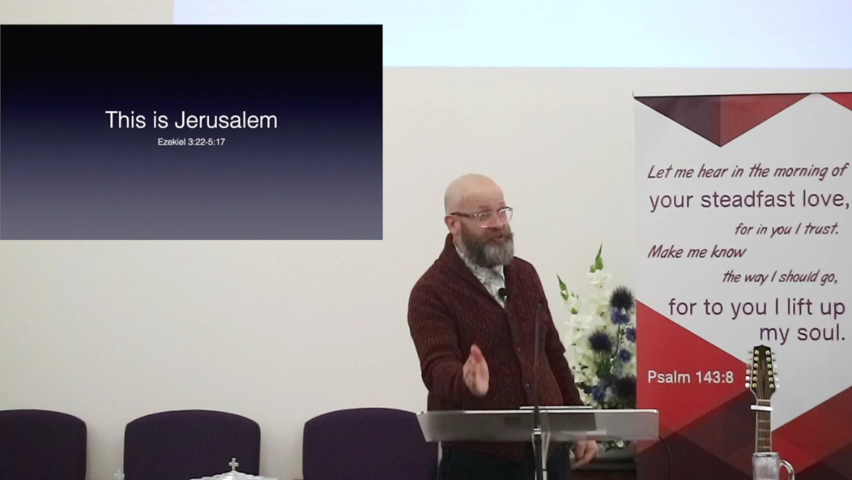 This is Jerusalem
Ezekiel 3:22-5:17
Let me hear in the morning of
your steadfast love,
for in you I trust.
Make me know
the way I should go,
for to you I lift up
my soul.
Psalm 143:8